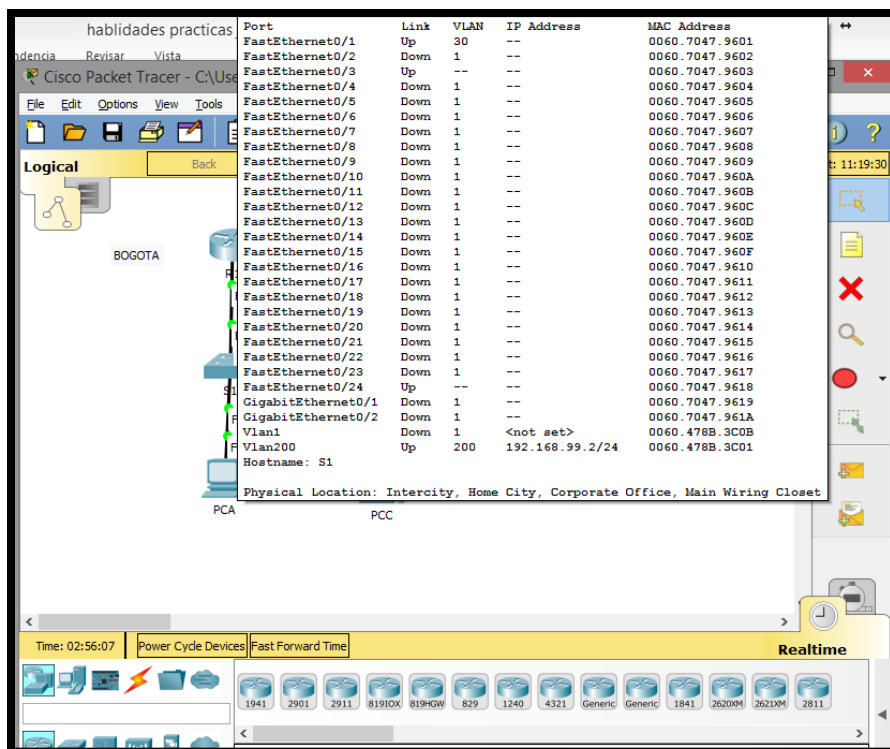 hablidades practicas
Revisar Vista
Cisco Packet Tracer - C:\Use
File Edit Options View Tools
Logical
Back
11:19:30
BOGOTA
Port Link VLAN IP Address MAC Address
FastEthernet0/1 Up 30 -- 0060.7047.9601
FastEthernet0/2 Down 1 -- 0060.7047.9602
FastEthernet0/3 Up -- -- 0060.7047.9603
FastEthernet0/4 Down 1 -- 0060.7047.9604
FastEthernet0/5 Down 1 -- 0060.7047.9605
FastEthernet0/6 Down 1 -- 0060.7047.9606
FastEthernet0/7 Down 1 -- 0060.7047.9607
FastEthernet0/8 Down 1 -- 0060.7047.9608
FastEthernet0/9 Down 1 -- 0060.7047.9609
FastEthernet0/10 Down 1 -- 0060.7047.960A
FastEthernet0/11 Down 1 -- 0060.7047.960B
FastEthernet0/12 Down 1 -- 0060.7047.960C
FastEthernet0/13 Down 1 -- 0060.7047.960D
FastEthernet0/14 Down 1 -- 0060.7047.960E
FastEthernet0/15 Down 1 -- 0060.7047.960F
FastEthernet0/16 Down 1 -- 0060.7047.9610
FastEthernet0/17 Down 1 -- 0060.7047.9611
FastEthernet0/18 Down 1 -- 0060.7047.9612
FastEthernet0/19 Down 1 -- 0060.7047.9613
FastEthernet0/20 Down 1 -- 0060.7047.9614
FastEthernet0/21 Down 1 -- 0060.7047.9615
FastEthernet0/22 Down 1 -- 0060.7047.9616
FastEthernet0/23 Down 1 -- 0060.7047.9617
FastEthernet0/24 Up -- -- 0060.7047.9618
GigabitEthernet0/1 Down 1 -- 0060.7047.9619
GigabitEthernet0/2 Down 1 -- 0060.7047.961A
Vlan1 Down 1 <not set> 0060.478B.3C0B
Vlan200 Up 200 192.168.99.2/24 0060.478B.3C01
Hostname: S1
Physical Location: Intercity, Home City, Corporate Office, Main Wiring Closet
PCA
PCC
Time: 02:56:07 Power Cycle Devices Fast Forward Time
Realtime
1941 2901 2911 819IOX 819HGW 829 1240 4321 Generic Generic 1841 2620XM 2621XM 2811